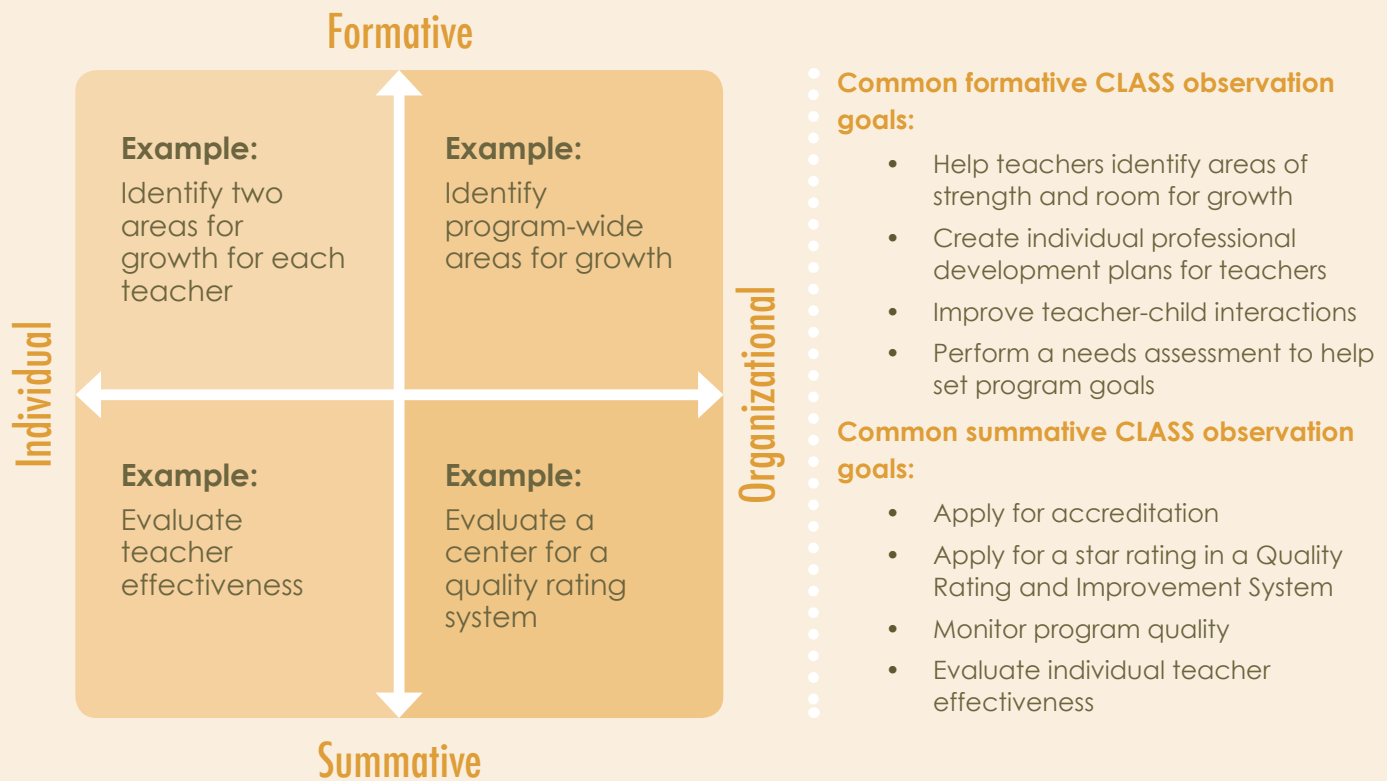 Formative
Individual
Example:
Identify two
areas for
growth for each
teacher
Example:
Identify
program-wide
areas for growth
Example:
Evaluate
teacher
effectiveness
Example:
Evaluate a
center for a
quality rating
system
Organizational
Summative
Common formative CLASS observation
goals:
• Help teachers identify areas of
strength and room for growth
• Create individual professional
development plans for teachers
• Improve teacher-child interactions
• Perform a needs assessment to help
set program goals
Common summative CLASS observation
goals:
• Apply for accreditation
• Apply for a star rating in a Quality
Rating and Improvement System
• Monitor program quality
• Evaluate individual teacher
effectiveness